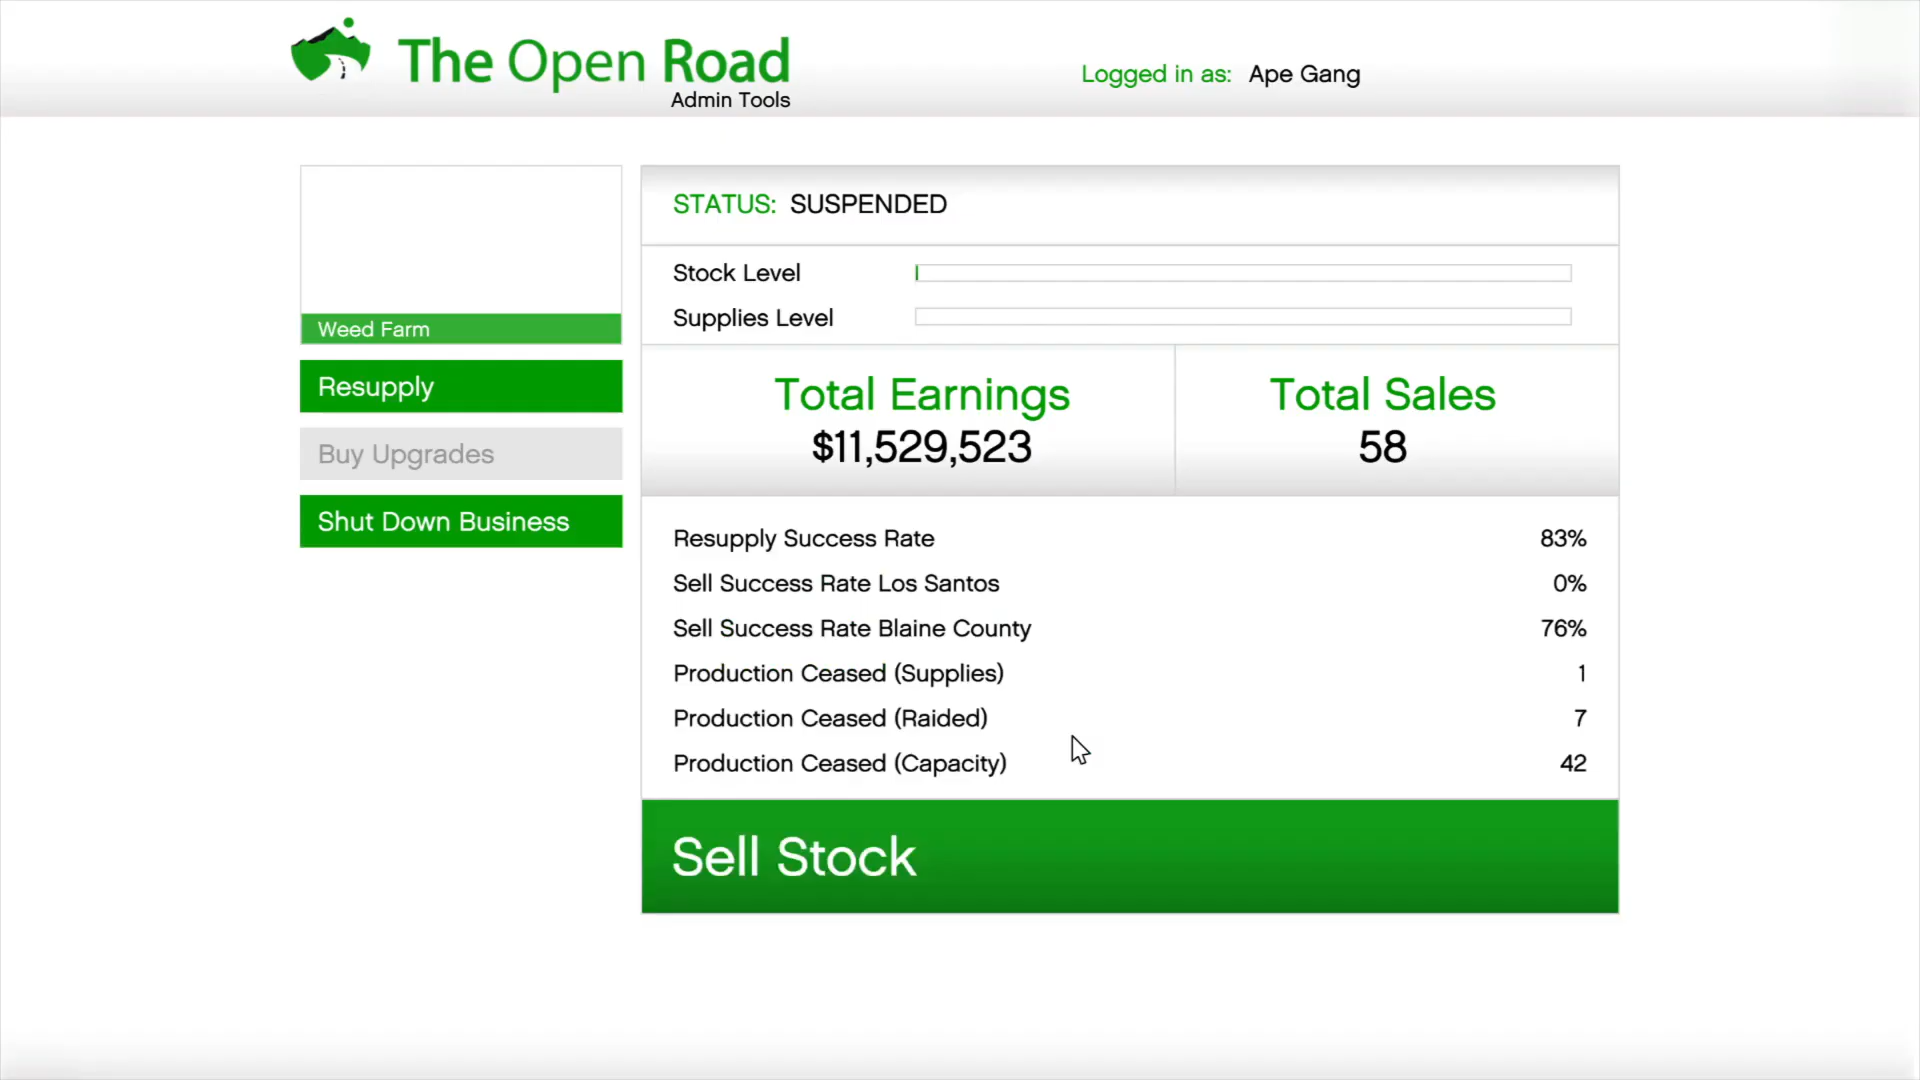 The Open Road
Admin Tools
Logged in as: Ape Gang
Weed Farm
Resupply
Buy Upgrades
Shut Down Business
STATUS: SUSPENDED
Stock Level
Supplies Level
Total Earnings
$11,529,523
Total Sales
58
Resupply Success Rate 83%
Sell Success Rate Los Santos 0%
Sell Success Rate Blaine County 76%
Production Ceased (Supplies) 1
Production Ceased (Raided) 7
Production Ceased (Capacity) 42
Sell Stock